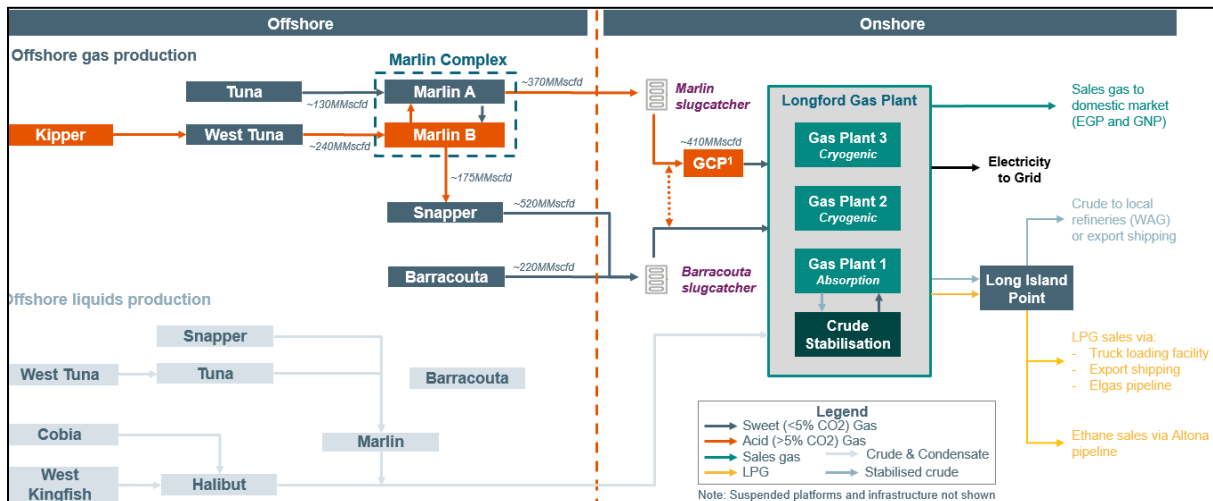 Offshore
Onshore
Offshore gas production
Marlin Complex
Tuna
~130MMscfd
Marlin A
~370MMscfd
Marlin
slugcatcher
Kipper
West Tuna
~240MMscfd
Marlin B
~175MMscfd
Snapper
~520MMscfd
Barracouta
~220MMscfd
Barracouta
slugcatcher
~410MMscfd
GCP¹
Longford Gas Plant
Gas Plant 3
Cryogenic
Gas Plant 2
Cryogenic
Gas Plant 1
Absorption
Crude
Stabilisation
Sales gas to
domestic market
(EGP and GNP)
Electricity
to Grid
Crude to local
refineries (WAG)
or export shipping
Long Island
Point
LPG sales via:
- Truck loading facility
- Export shipping
- Elgas pipeline
Ethane sales via Altona
pipeline
Offshore liquids production
Snapper
West Tuna
Tuna
Barracouta
Cobia
Marlin
West
Kingfish
Halibut
Legend
Sweet (<5% CO2) Gas
Acid (>5% CO2) Gas
Sales gas
Crude & Condensate
LPG
Stabilised crude
Note: Suspended platforms and infrastructure not shown